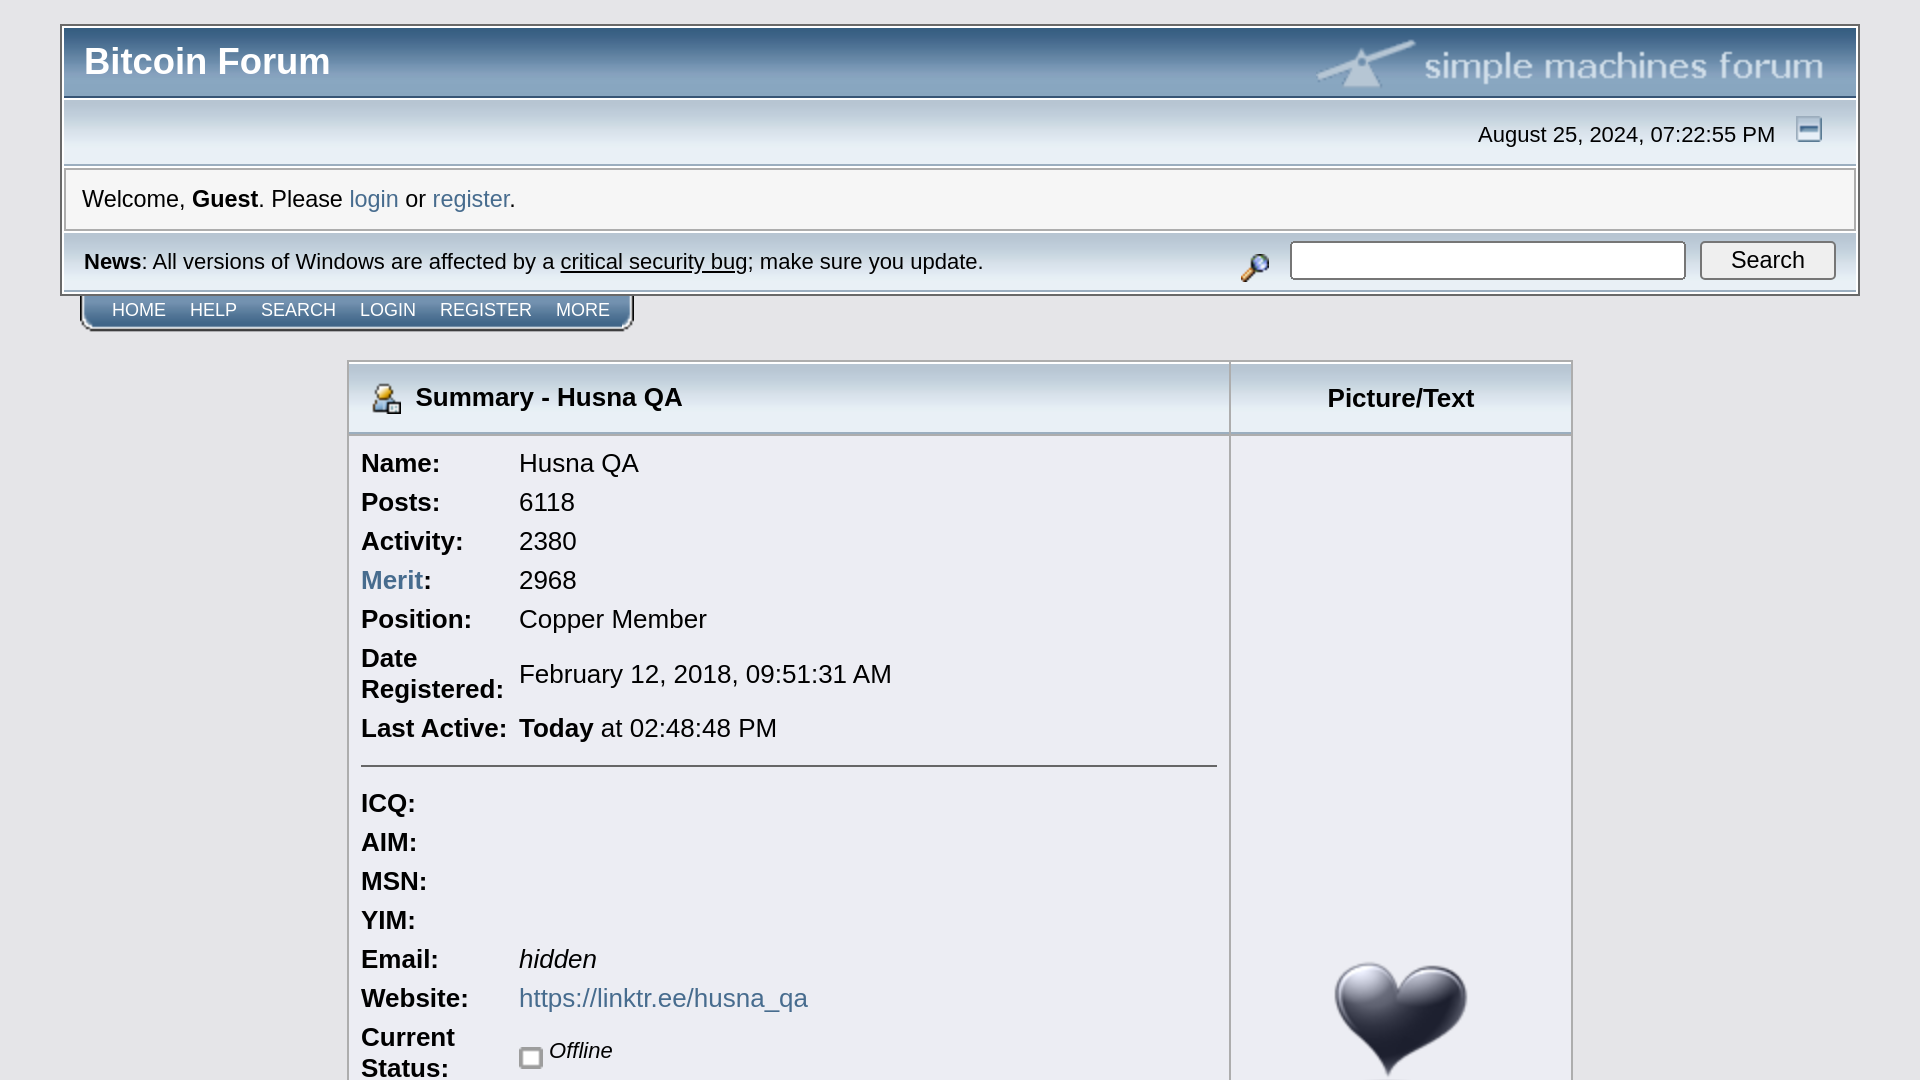 Bitcoin Forum
simple machines forum
August 25, 2024, 07:22:55 PM
Welcome, Guest. Please login or register.
News: All versions of Windows are affected by a critical security bug; make sure you update.
Search
HOME HELP SEARCH LOGIN REGISTER MORE
Summary - Husna QA
Picture/Text
Name: Husna QA
Posts: 6118
Activity: 2380
Merit: 2968
Position: Copper Member
Date
Registered: February 12, 2018, 09:51:31 AM
Last Active: Today at 02:48:48 PM
ICQ:
AIM:
MSN:
YIM:
Email: hidden
Website: https://linktr.ee/husna_qa
Current
Status: Offline